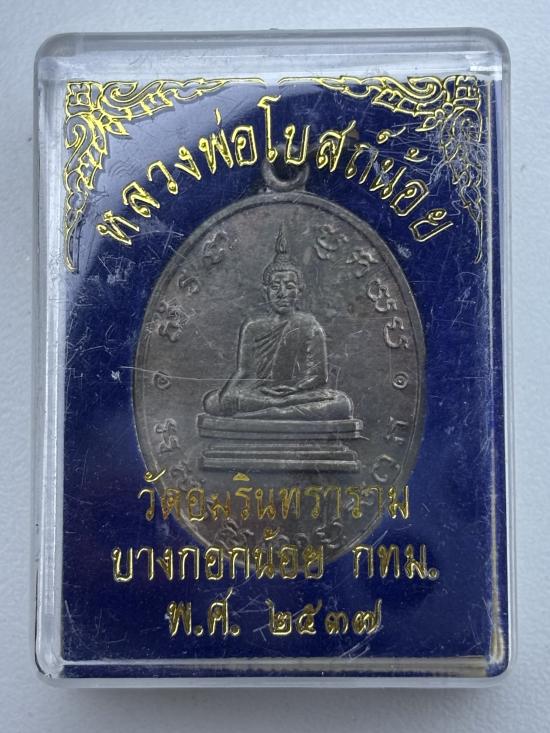 หลวงพ่อโบสถ์น้อย
วัดอมรินทราราม
บางกอกน้อย กทม.
พ.ศ. ๒๕๓๗